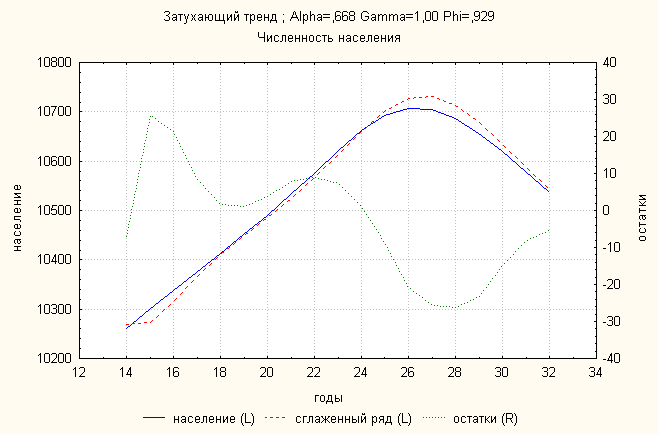 Затухающий тренд ; Alpha=,668 Gamma=1,00 Phi=,929
Численность населения
10800
10700
10600
10500
10400
10300
10200
население
40
30
20
10
0
-10
-20
-30
-40
остатки
12 14 16 18 20 22 24 26 28 30 32 34
годы
население (L) сглаженный ряд (L) остатки (R)